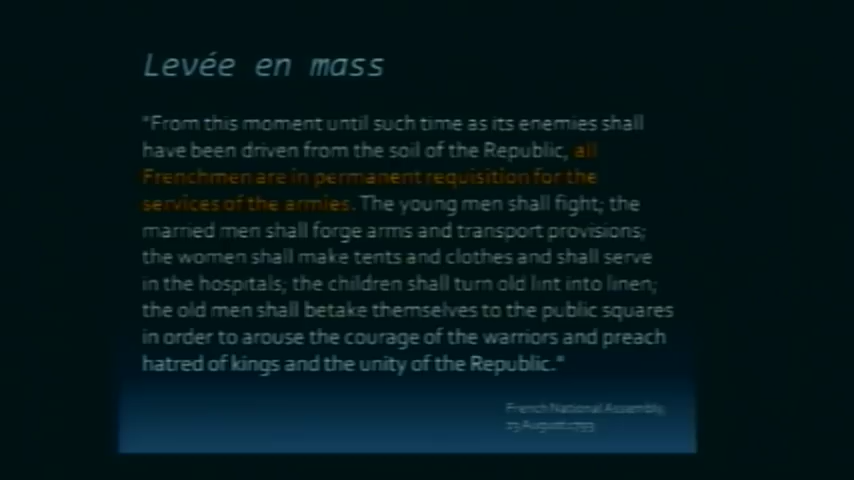 Levée en mass
"From this moment until such time as its enemies shall
have been driven from the soil of the Republic, all
Frenchmen are in permanent requisition for the
services of the armies. The young men shall fight; the
married men shall forge arms and transport provisions;
the women shall make tents and clothes and shall serve
in the hospitals; the children shall turn old lint into linen;
the old men shall betake themselves to the public squares
in order to arouse the courage of the warriors and preach
hatred of kings and the unity of the Republic."
French National Assembly,
23 August 1793